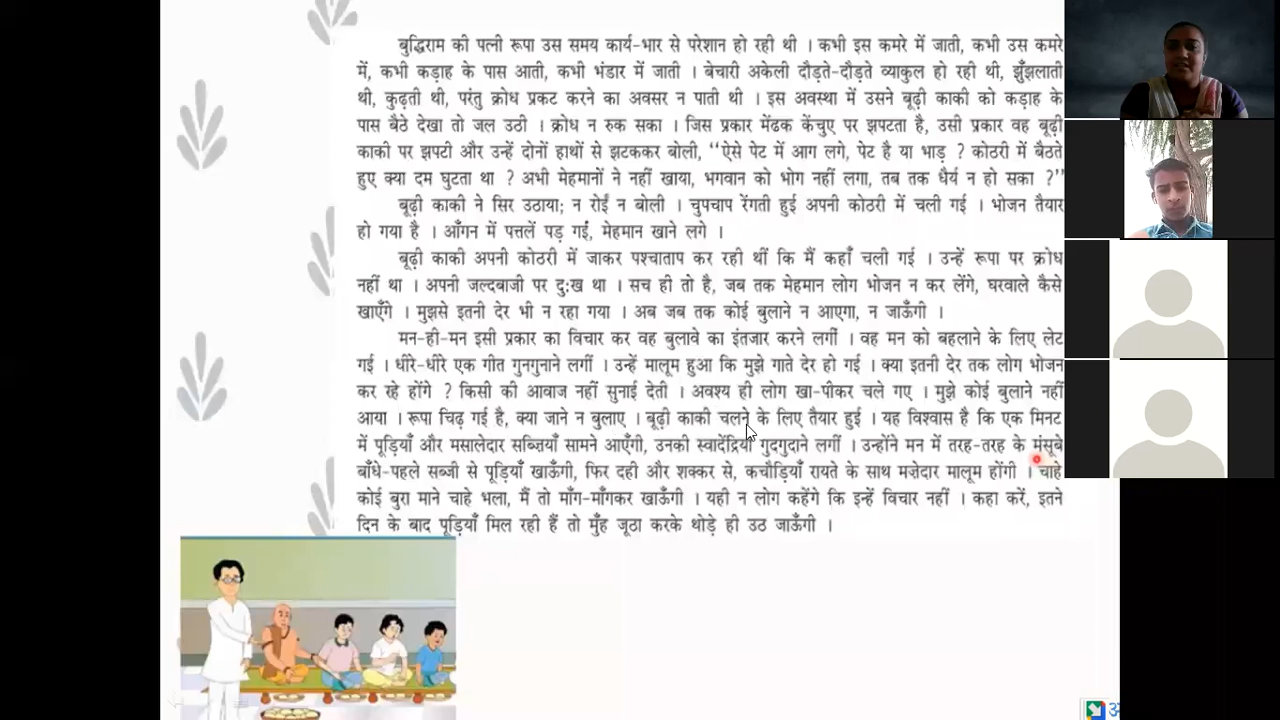 बुद्धिराम की पत्नी रूपा उस समय कार्य-भार से परेशान हो रही थी । कभी इस कमरे में जाती, कभी उस कमरे
में, कभी कड़ाह के पास आती, कभी भंडार में जाती । बेचारी अकेली दौड़ते-दौड़ते व्याकुल हो रही थी, झुँझलाती
थी, कुढ़ती थी, परंतु क्रोध प्रकट करने का अवसर न पाती थी । इस अवस्था में उसने बूढ़ी काकी को कड़ाह के
पास बैठे देखा तो जल उठी । क्रोध न रुक सका । जिस प्रकार मेंढक केंचुए पर झपटता है, उसी प्रकार वह बूढ़ी
काकी पर झपटी और उन्हें दोनों हाथों से झटककर बोली, ‘‘ऐसे पेट में आग लगे, पेट है या भाड़ ? कोठरी में बैठते
हुए क्या दम घुटता था ? अभी मेहमानों ने नहीं खाया, भगवान को भोग नहीं लगा, तब तक धैर्य न हो सका ?’’
बूढ़ी काकी ने सिर उठाया; न रोईं न बोली । चुपचाप रेंगती हुई अपनी कोठरी में चली गई । भोजन तैयार
हो गया है । आँगन में पत्तलें पड़ गईं, मेहमान खाने लगे ।
बूढ़ी काकी अपनी कोठरी में जाकर पश्चाताप कर रही थीं कि मैं कहाँ चली गई । उन्हें रूपा पर क्रोध
नहीं था । अपनी जल्दबाजी पर दुःख था । सच ही तो है, जब तक मेहमान लोग भोजन न कर लेंगे, घरवाले कैसे
खाएँगे । मुझसे इतनी देर भी न रहा गया । अब जब तक कोई बुलाने न आएगा, न जाऊँगी ।
मन-ही-मन इसी प्रकार का विचार कर वह बुलावे का इंतजार करने लगीं । वह मन को बहलाने के लिए लेट
गई । धीरे-धीरे एक गीत गुनगुनाने लगीं । उन्हें मालूम हुआ कि मुझे गाते देर हो गई । क्या इतनी देर तक लोग भोजन
कर रहे होंगे ? किसी की आवाज नहीं सुनाई देती । अवश्य ही लोग खा-पीकर चले गए । मुझे कोई बुलाने नहीं
आया । रूपा चिढ़ गई है, क्या जाने न बुलाए । बूढ़ी काकी चलने के लिए तैयार हुई । यह विश्वास है कि एक मिनट
में पूड़ियाँ और मसालेदार सब्ज़ियाँ सामने आएँगी, उनकी स्वादेंद्रियाँ गुदगुदाने लगीं । उन्होंने मन में तरह-तरह के मंसूबे
बाँधे-पहले सब्जी से पूड़ियाँ खाऊँगी, फिर दही और शक्कर से, कचौड़ियाँ रायते के साथ मज़ेदार मालूम होंगी । चाहे
कोई बुरा माने चाहे भला, मैं तो माँग-माँगकर खाऊँगी । यही न लोग कहेंगे कि इन्हें विचार नहीं । कहा करें, इतने
दिन के बाद पूड़ियाँ मिल रही हैं तो मुँह जूठा करके थोड़े ही उठ जाऊँगी ।